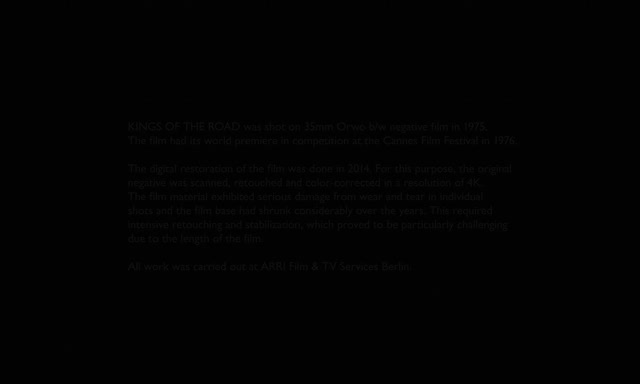 KINGS OF THE ROAD was shot on 35mm Orwo b/w negative film in 1975.
The film had its world premiere in competition at the Cannes Film Festival in 1976.
The digital restoration of the film was done in 2014. For this purpose, the original
negative was scanned, retouched and color-corrected in a resolution of 4K.
The film material exhibited serious damage from wear and tear in individual
shots and the film base had shrunk considerably over the years. This required
intensive retouching and stabilization, which proved to be particularly challenging
due to the length of the film.
All work was carried out at ARRI Film & TV Services Berlin.